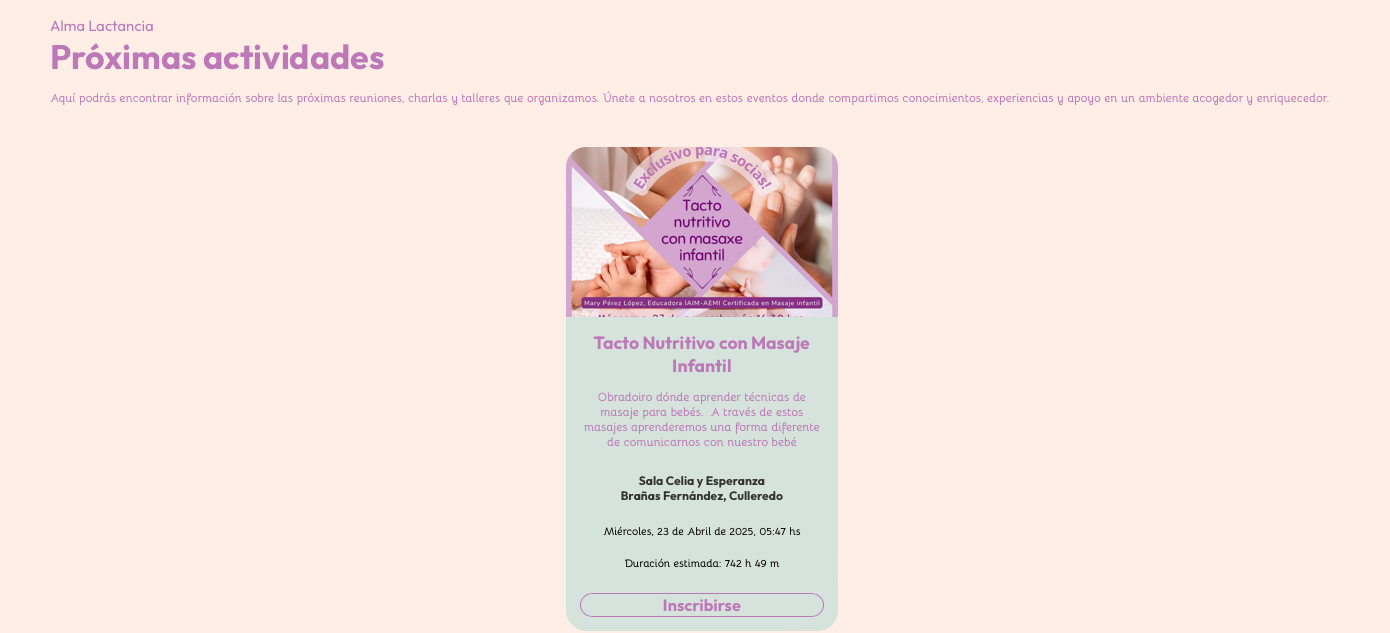 Alma Lactancia
Próximas actividades
Aquí podrás encontrar información sobre las próximas reuniones, charlas y talleres que organizamos. Únete a nosotros en estos eventos donde compartimos conocimientos, experiencias y apoyo en un ambiente acogedor y enriquecedor.
Exclusivo para socias!
Tacto
nutritivo
con masaxe
infantil
Mary Pérez López, Educadora IAIM-AEMI Certificada en Masaje infantil
Tacto Nutritivo con Masaje
Infantil
Obradoiro dónde aprender técnicas de
masaje para bebés. A través de estos
masajes aprenderemos una forma diferente
de comunicarnos con nuestro bebé
Sala Celia y Esperanza
Brañas Fernández, Culleredo
Miércoles, 23 de Abril de 2025, 05:47 hs
Duración estimada: 742 h 49 m
Inscribirse